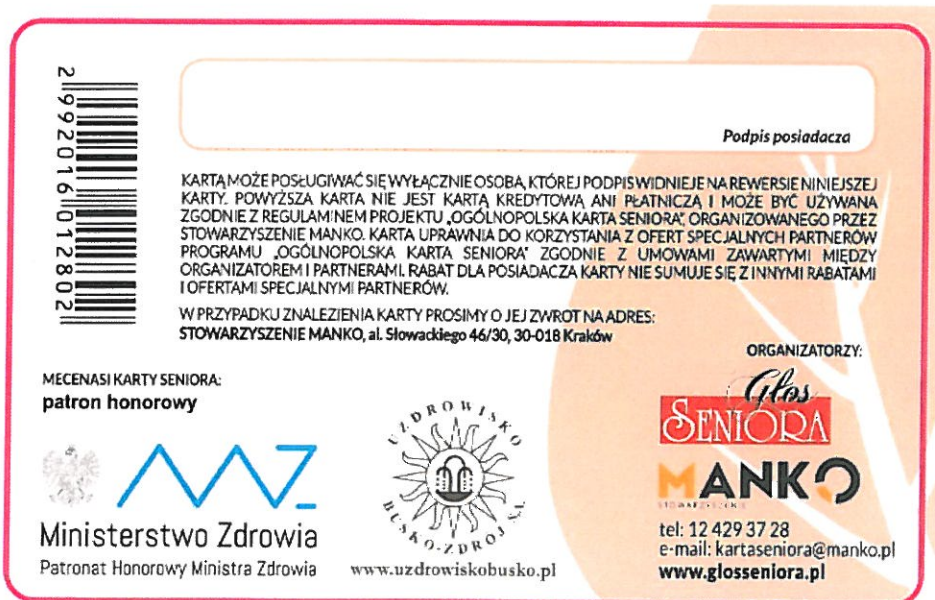 2992016012802
Podpis posiadacza
KARTĄ MOŻE POSŁUGIWAĆ SIĘ WYŁĄCZNIE OSOBA, KTÓREJ PODPIS WIDNIEJE NA REWERSIE NINIEJSZEJ
KARTY. POWYŻSZA KARTA NIE JEST KARTĄ KREDYTOWĄ ANI PŁATNICZĄ I MOŻE BYĆ UŻYWANA
ZGODNIE Z REGULAMINEM PROJEKTU „OGÓLNOPOLSKA KARTA SENIORA", ORGANIZOWANEGO PRZEZ
STOWARZYSZENIE MANKO. KARTA UPRAWNIA DO KORZYSTANIA Z OFERT SPECJALNYCH PARTNERÓW
PROGRAMU „OGÓLNOPOLSKA KARTA SENIORA" ZGODNIE Z UMOWAMI ZAWARTYMI MIĘDZY
ORGANIZATOREM I PARTNERAMI. RABAT DLA POSIADACZA KARTY NIE SUMUJE SIĘ Z INNYMI RABATAMI
I OFERTAMI SPECJALNYMI PARTNERÓW.
W PRZYPADKU ZNALEZIENIA KARTY PROSIMY O JEJ ZWROT NA ADRES:
STOWARZYSZENIE MANKO, al. Słowackiego 46/30, 30-018 Kraków
MECENASI KARTY SENIORA:
patron honorowy
MZ
Ministerstwo Zdrowia
Patronat Honorowy Ministra Zdrowia
UZDROWISKO
BUSKO-ZDRÓJ S.A.
www.uzdrowiskobusko.pl
ORGANIZATORZY:
Głos
SENIORA
MANKO
STOWARZYSZENIE
tel: 12 429 37 28
e-mail: kartaseniora@manko.pl
www.glosseniora.pl